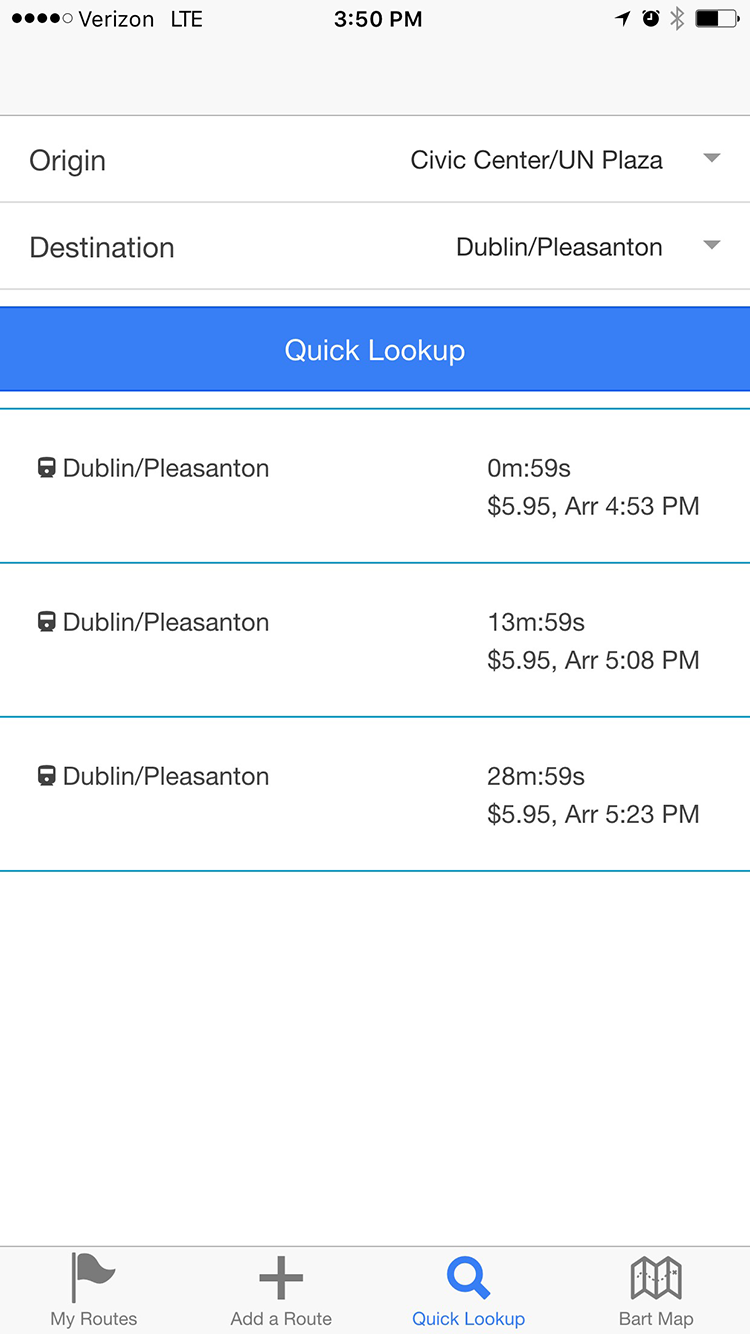 Verizon LTE 3:50 PM
Origin Civic Center/UN Plaza
Destination Dublin/Pleasanton
Quick Lookup
Dublin/Pleasanton 0m:59s
$5.95, Arr 4:53 PM
Dublin/Pleasanton 13m:59s
$5.95, Arr 5:08 PM
Dublin/Pleasanton 28m:59s
$5.95, Arr 5:23 PM
My Routes Add a Route Quick Lookup Bart Map